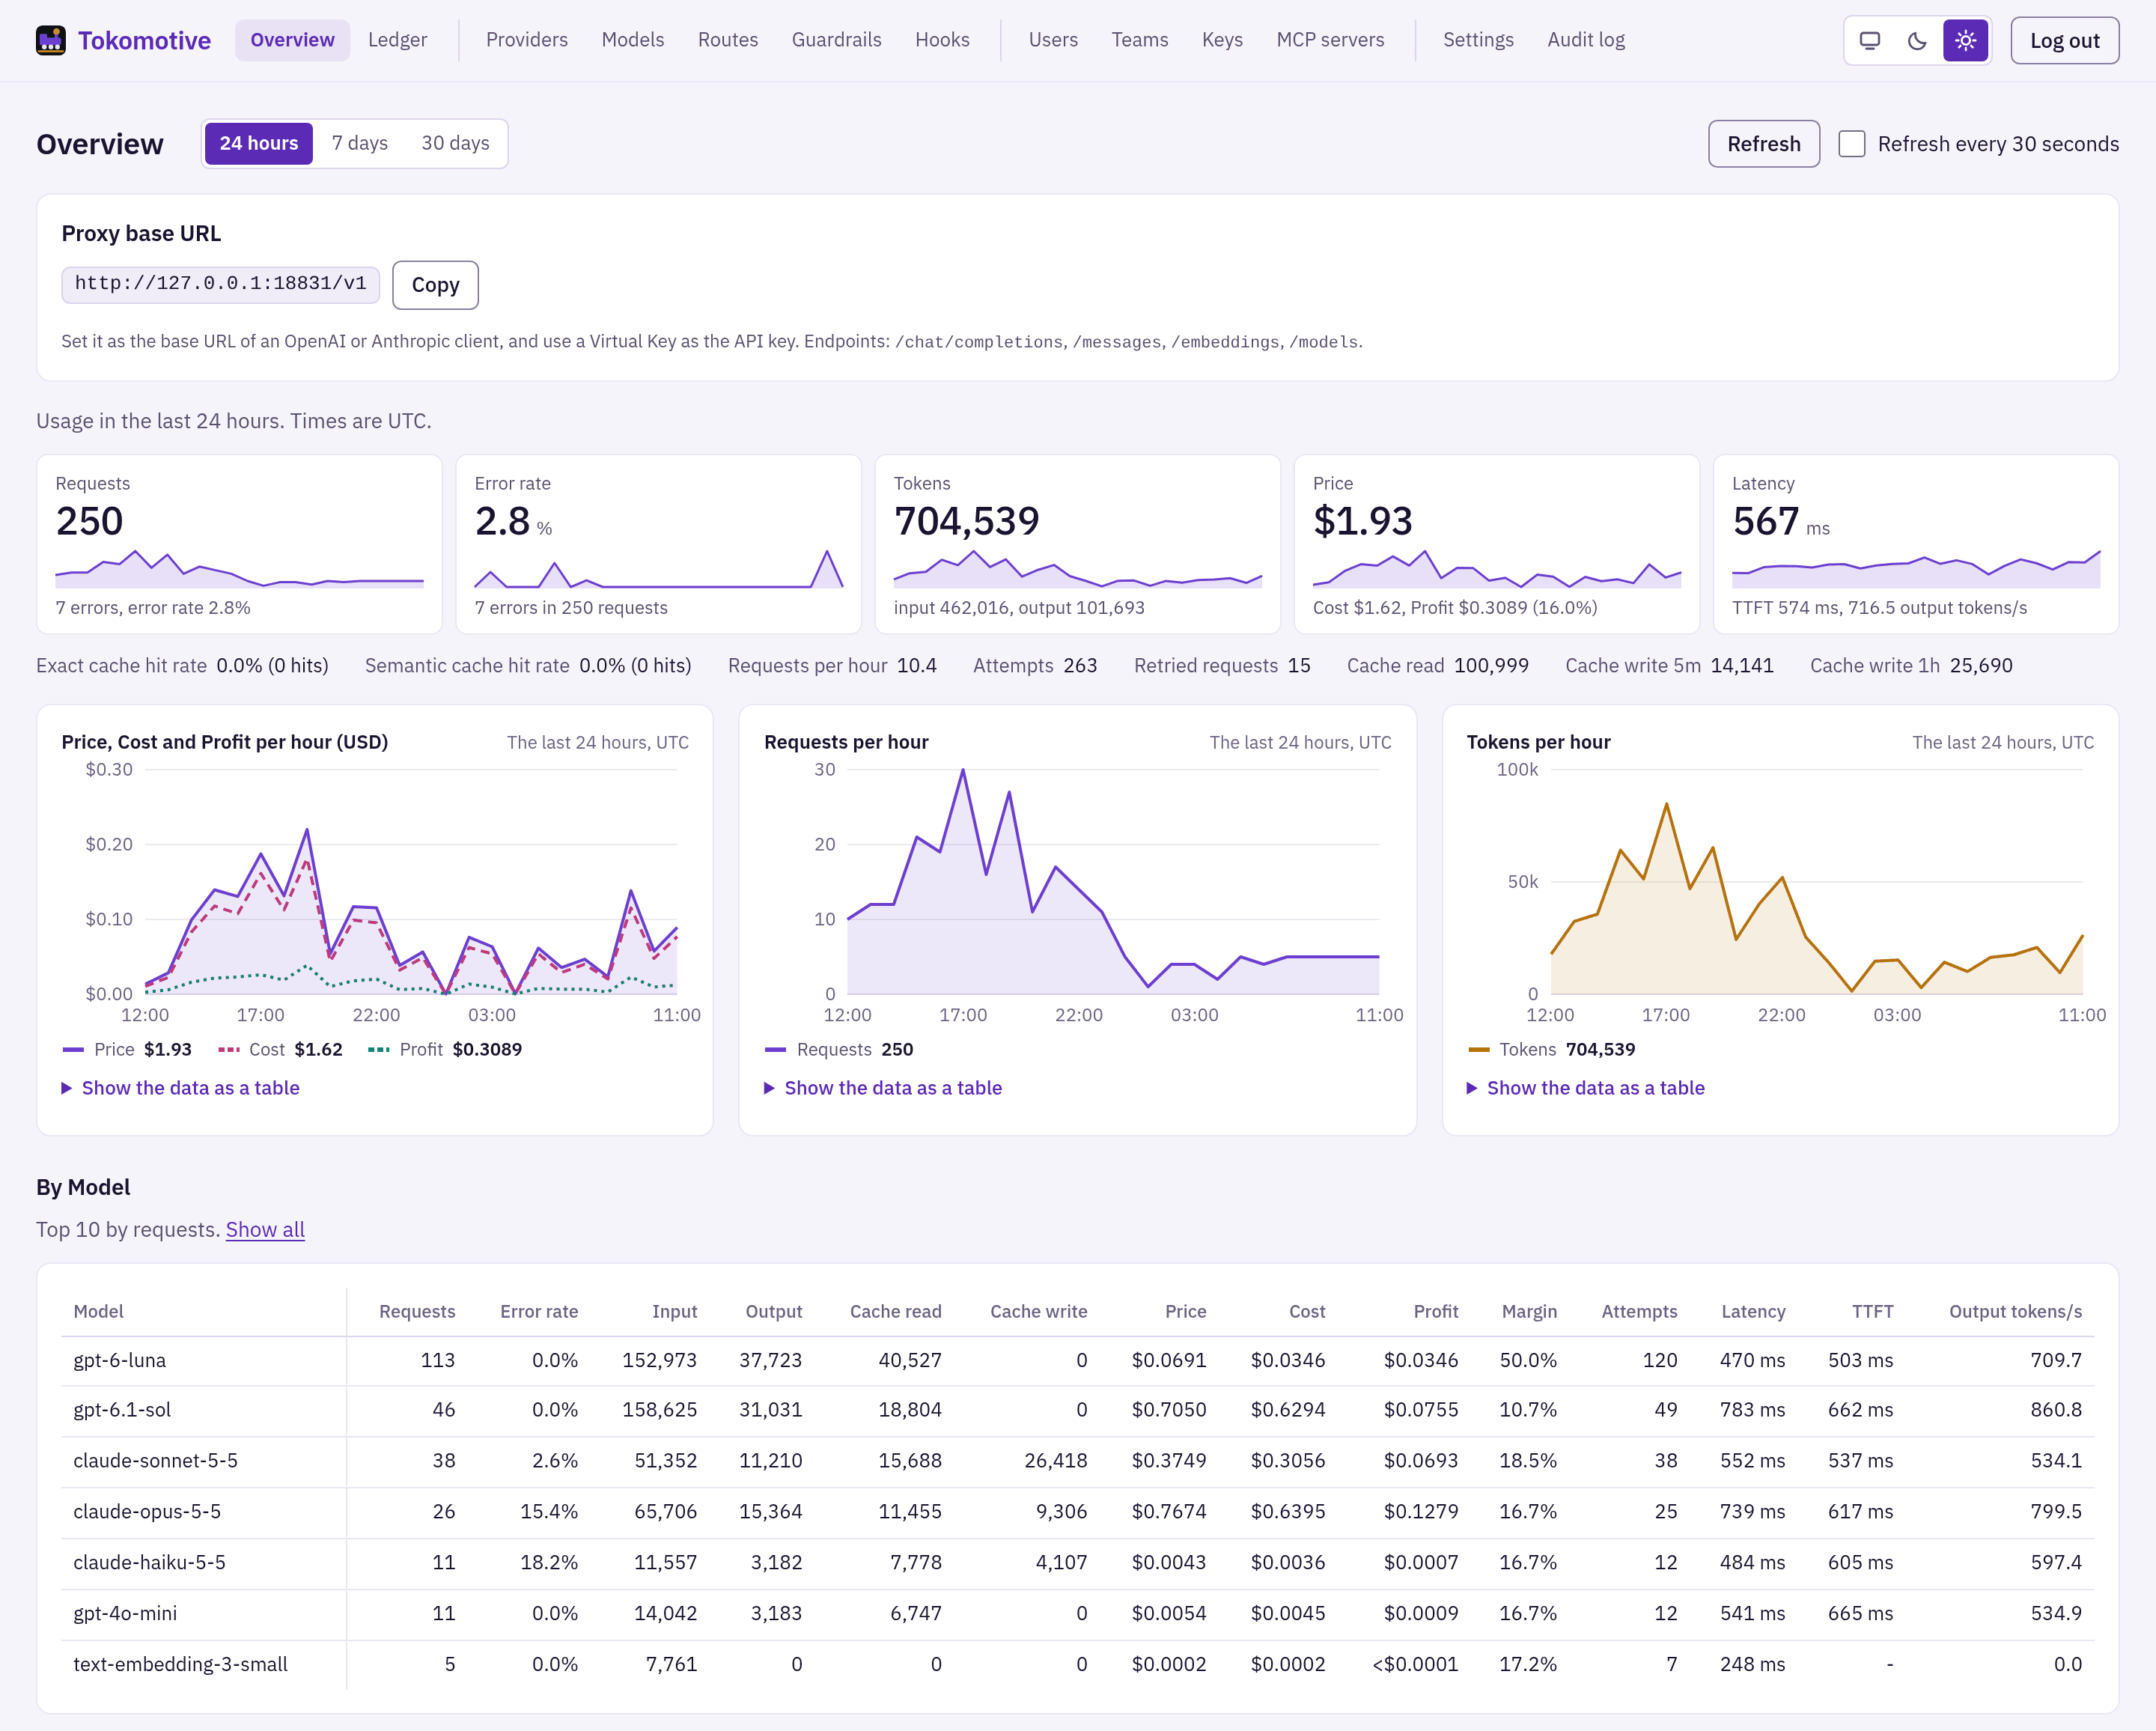 Tokomotive Overview Ledger Providers Models Routes Guardrails Hooks Users Teams Keys MCP servers Settings Audit log Log out
Overview 24 hours 7 days 30 days Refresh Refresh every 30 seconds
Proxy base URL
http://127.0.0.1:18831/v1 Copy
Set it as the base URL of an OpenAI or Anthropic client, and use a Virtual Key as the API key. Endpoints: /chat/completions, /messages, /embeddings, /models.
Usage in the last 24 hours. Times are UTC.
Requests
250
7 errors, error rate 2.8%
Error rate
2.8 %
7 errors in 250 requests
Tokens
704,539
input 462,016, output 101,693
Price
$1.93
Cost $1.62, Profit $0.3089 (16.0%)
Latency
567 ms
TTFT 574 ms, 716.5 output tokens/s
Exact cache hit rate 0.0% (0 hits) Semantic cache hit rate 0.0% (0 hits) Requests per hour 10.4 Attempts 263 Retried requests 15 Cache read 100,999 Cache write 5m 14,141 Cache write 1h 25,690
Price, Cost and Profit per hour (USD) The last 24 hours, UTC
$0.30
$0.20
$0.10
$0.00
12:00 17:00 22:00 03:00 11:00
Price $1.93 Cost $1.62 Profit $0.3089
Show the data as a table
Requests per hour The last 24 hours, UTC
30
20
10
0
12:00 17:00 22:00 03:00 11:00
Requests 250
Show the data as a table
Tokens per hour The last 24 hours, UTC
100k
50k
0
12:00 17:00 22:00 03:00 11:00
Tokens 704,539
Show the data as a table
By Model
Top 10 by requests. Show all
Model Requests Error rate Input Output Cache read Cache write Price Cost Profit Margin Attempts Latency TTFT Output tokens/s
gpt-6-luna 113 0.0% 152,973 37,723 40,527 0 $0.0691 $0.0346 $0.0346 50.0% 120 470 ms 503 ms 709.7
gpt-6.1-sol 46 0.0% 158,625 31,031 18,804 0 $0.7050 $0.6294 $0.0755 10.7% 49 783 ms 662 ms 860.8
claude-sonnet-5-5 38 2.6% 51,352 11,210 15,688 26,418 $0.3749 $0.3056 $0.0693 18.5% 38 552 ms 537 ms 534.1
claude-opus-5-5 26 15.4% 65,706 15,364 11,455 9,306 $0.7674 $0.6395 $0.1279 16.7% 25 739 ms 617 ms 799.5
claude-haiku-5-5 11 18.2% 11,557 3,182 7,778 4,107 $0.0043 $0.0036 $0.0007 16.7% 12 484 ms 605 ms 597.4
gpt-4o-mini 11 0.0% 14,042 3,183 6,747 0 $0.0054 $0.0045 $0.0009 16.7% 12 541 ms 665 ms 534.9
text-embedding-3-small 5 0.0% 7,761 0 0 0 $0.0002 $0.0002 <$0.0001 17.2% 7 248 ms - 0.0